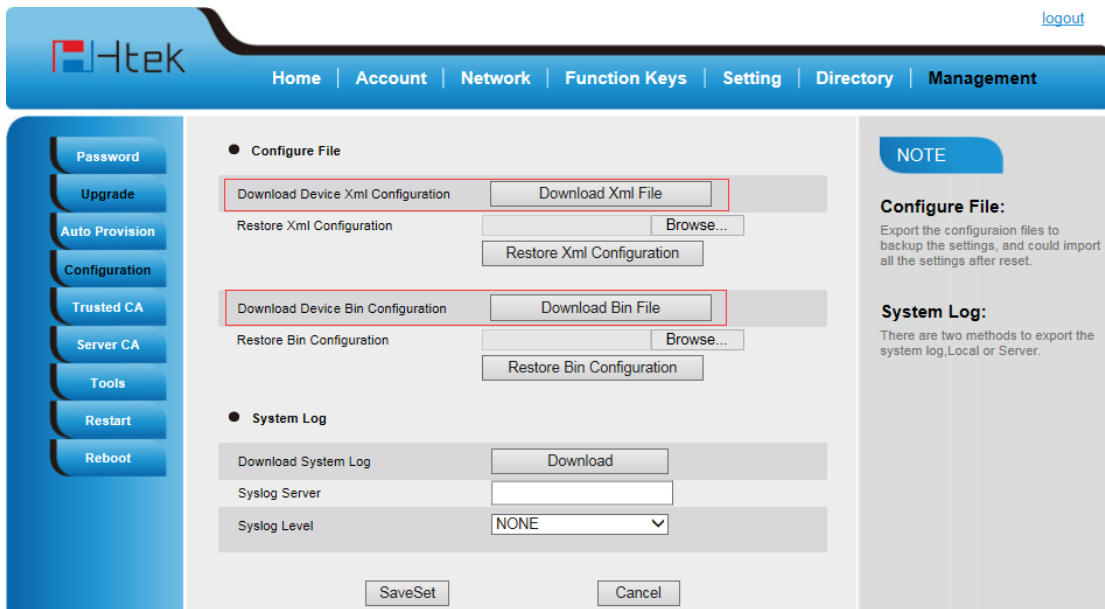 logout
Htek
Home Account Network Function Keys Setting Directory Management
Password
Upgrade
Auto Provision
Configuration
Trusted CA
Server CA
Tools
Restart
Reboot
Configure File
Download Device Xml Configuration Download Xml File
Restore Xml Configuration Browse...
Restore Xml Configuration
Download Device Bin Configuration Download Bin File
Restore Bin Configuration Browse...
Restore Bin Configuration
System Log
Download System Log Download
Syslog Server
Syslog Level NONE
SaveSet Cancel
NOTE
Configure File:
Export the configuraion files to
backup the settings, and could import
all the settings after reset.
System Log:
There are two methods to export the
system log,Local or Server.